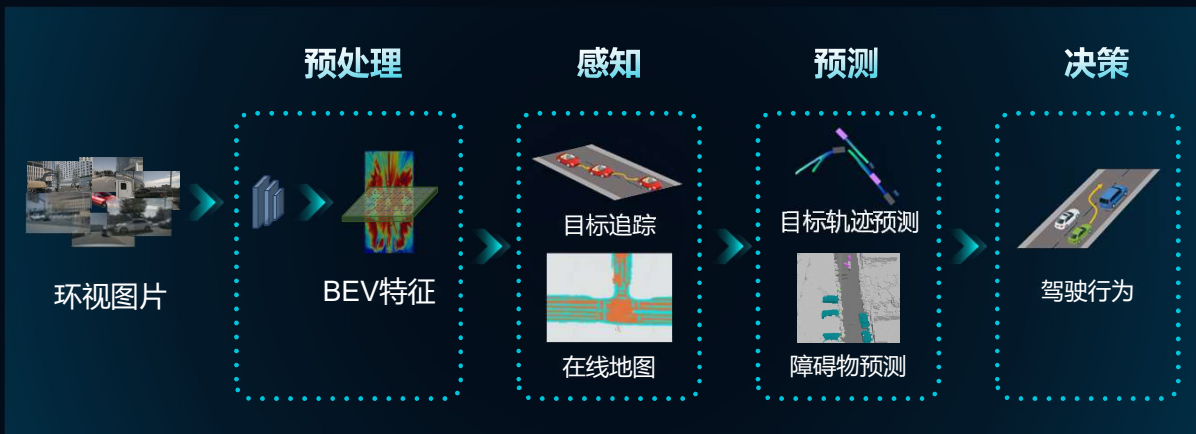 预处理
感知
预测
决策
环视图片
BEV特征
目标追踪
在线地图
目标轨迹预测
障碍物预测
驾驶行为